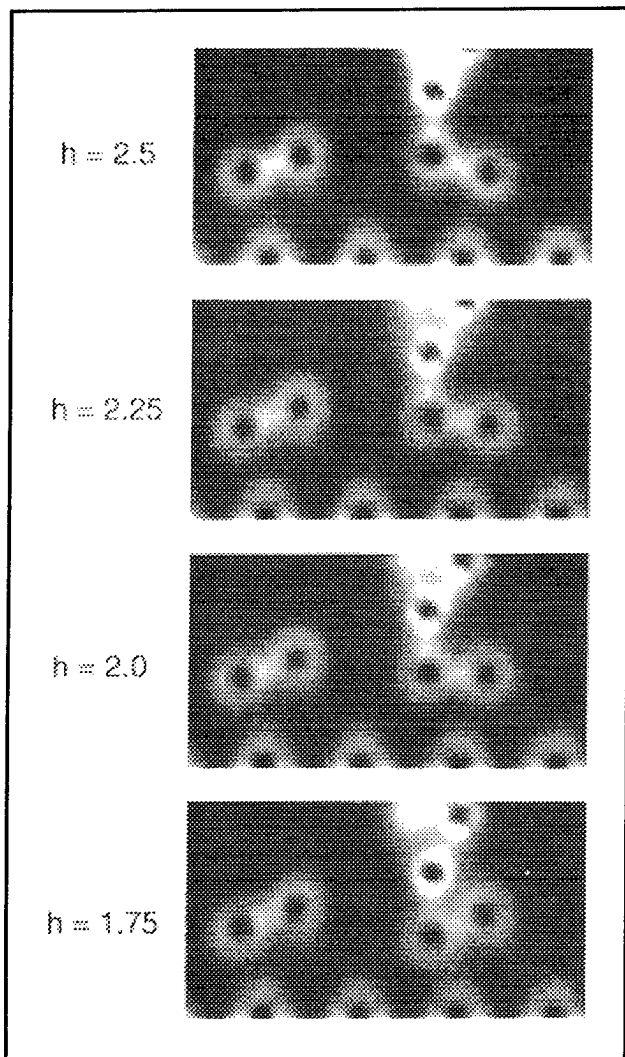 h = 2.5
h = 2.25
h = 2.0
h = 1.75